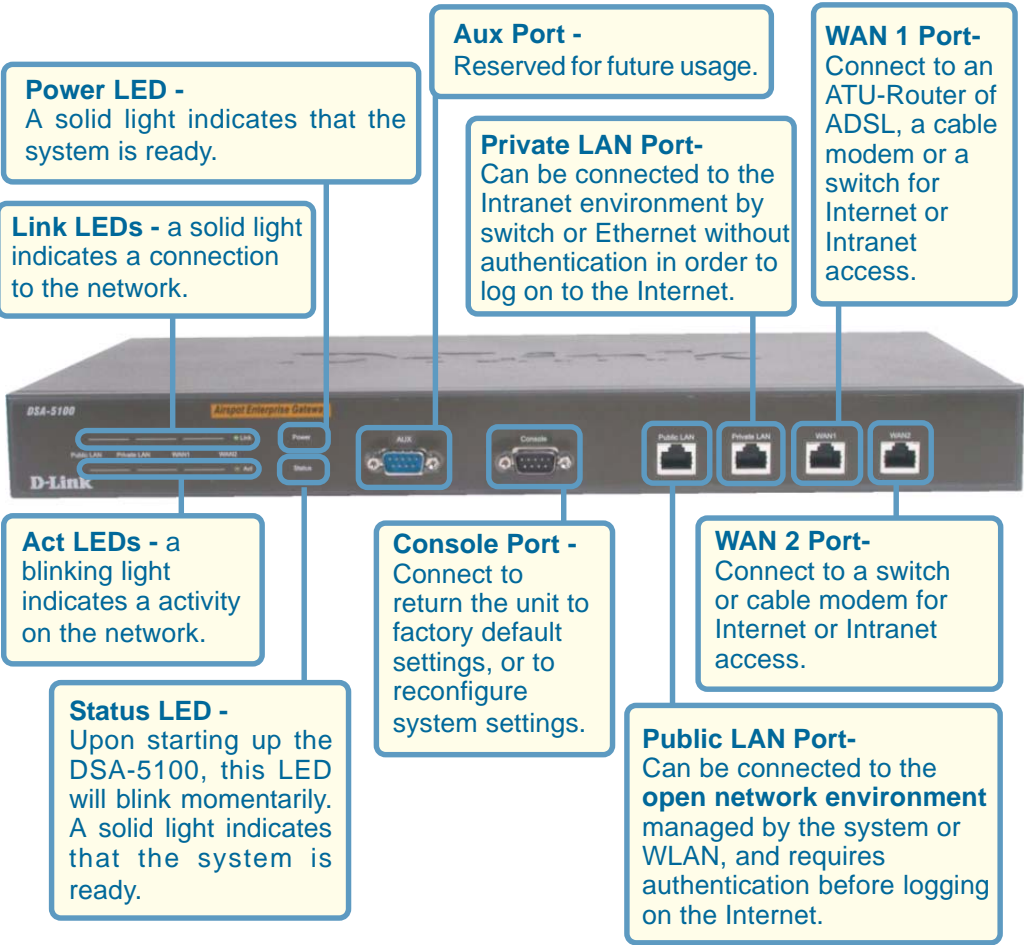 Aux Port -
Reserved for future usage.
WAN 1 Port-
Connect to an
ATU-Router of
ADSL, a cable
modem or a
switch for
Internet or
Intranet
access.
Power LED -
A solid light indicates that the
system is ready.
Private LAN Port-
Can be connected to the
Intranet environment by
switch or Ethernet without
authentication in order to
log on to the Internet.
Link LEDs - a solid light
indicates a connection
to the network.
D-Link
DSA-5100
Airspot Enterprise Gateway
Link
Power
AUX
Console
Public LAN
Private LAN
WAN1
WAN2
Public LAN Private LAN WAN1 WAN2
Act
Status
D-Link
Act LEDs - a
blinking light
indicates a activity
on the network.
Console Port -
Connect to
return the unit to
factory default
settings, or to
reconfigure
system settings.
WAN 2 Port-
Connect to a switch
or cable modem for
Internet or Intranet
access.
Status LED -
Upon starting up the
DSA-5100, this LED
will blink momentarily.
A solid light indicates
that the system is
ready.
Public LAN Port-
Can be connected to the
open network environment
managed by the system or
WLAN, and requires
authentication before logging
on the Internet.